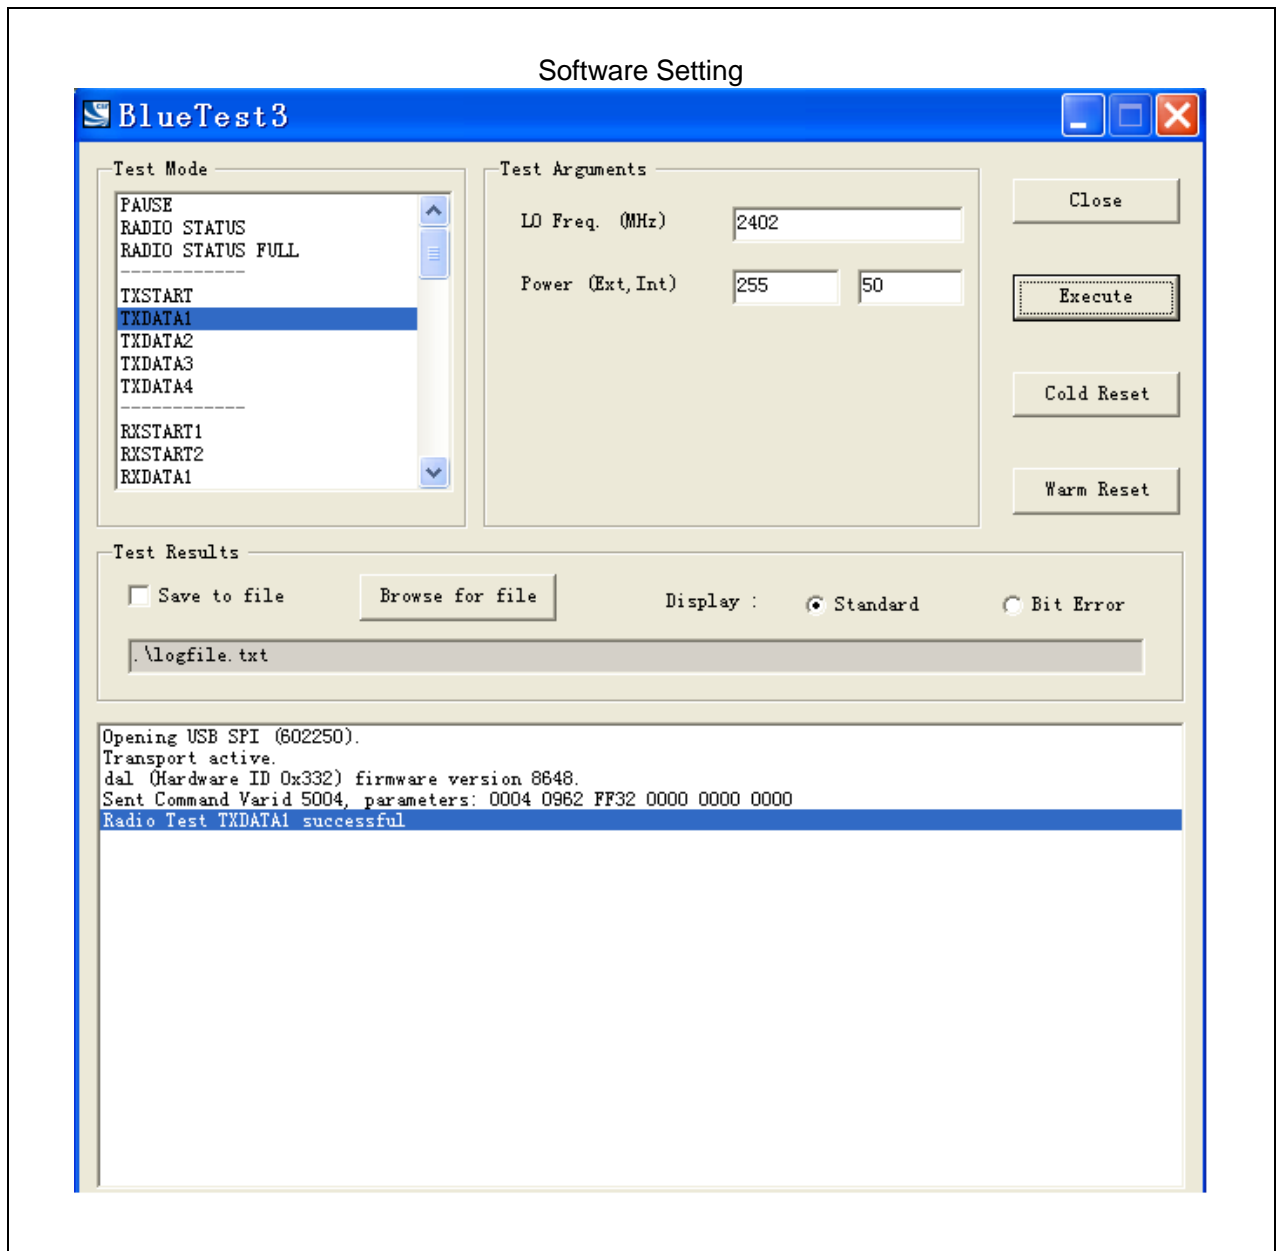 Software Setting
BlueTest3
Test Mode
PAUSE
RADIO STATUS
RADIO STATUS FULL
------------
TXSTART
TXDATA1
TXDATA2
TXDATA3
TXDATA4
------------
RXSTART1
RXSTART2
RXDATA1
Test Arguments
LO Freq. (MHz) 2402
Power (Ext,Int) 255 50
Close
Execute
Cold Reset
Warm Reset
Test Results
Save to file Browse for file Display : Standard Bit Error
.\logfile.txt
Opening USB SPI (602250).
Transport active.
dal (Hardware ID 0x332) firmware version 8648.
Sent Command Varid 5004, parameters: 0004 0962 FF32 0000 0000 0000
Radio Test TXDATA1 successful